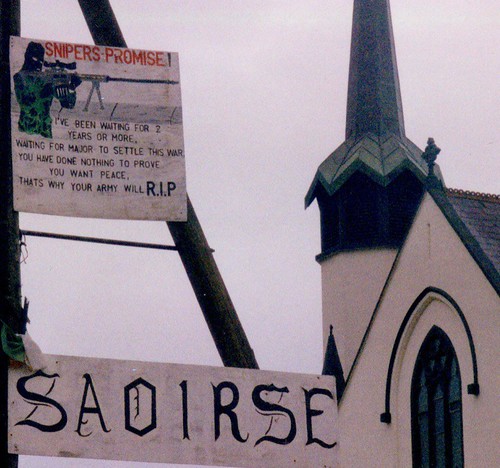 SNIPERS-PROMISE!
I'VE BEEN WAITING FOR 2
YEARS OR MORE,
WAITING FOR MAJOR TO SETTLE THIS WAR
YOU HAVE DONE NOTHING TO PROVE
YOU WANT PEACE,
THATS WHY YOUR ARMY WILL R.I.P
SAOIRSE